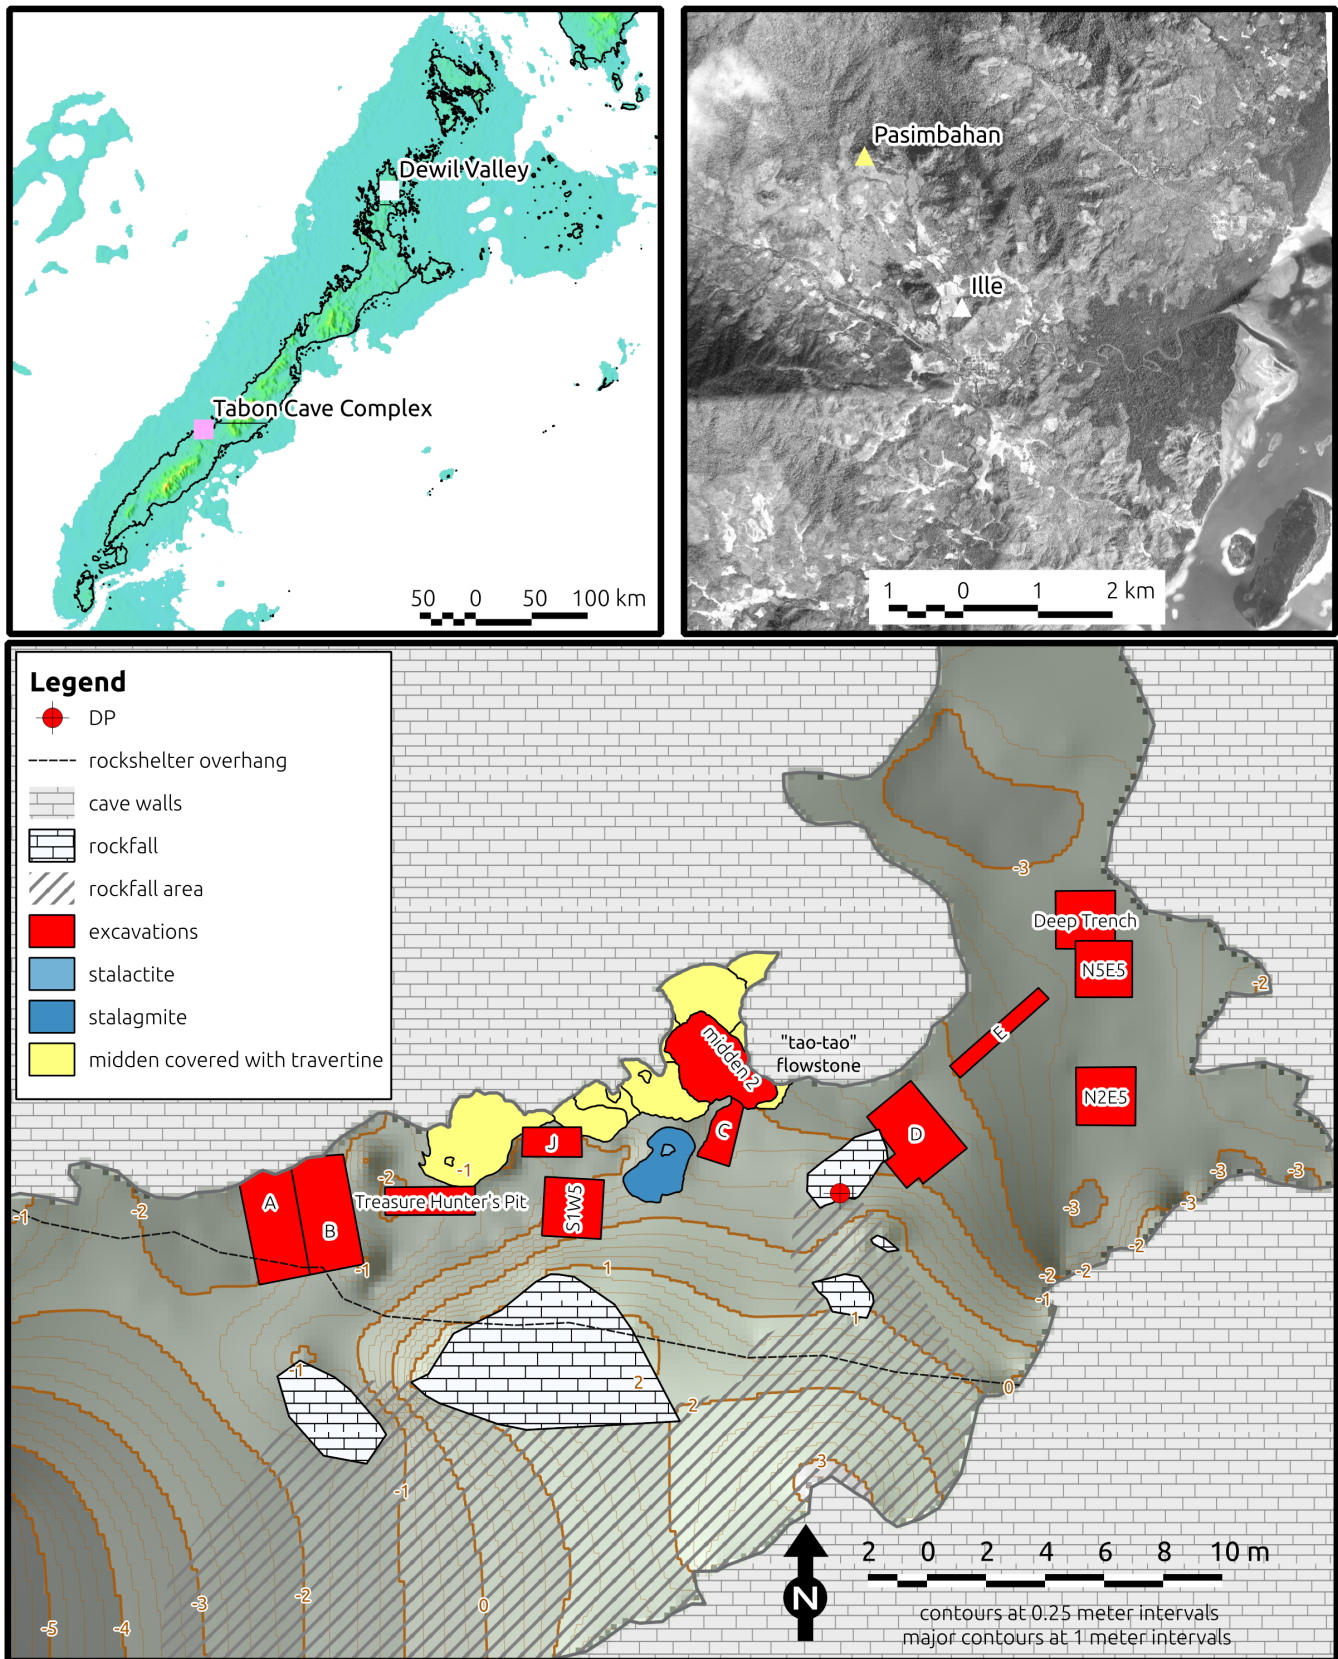 Dewil Valley
Tabon Cave Complex
50 0 50 100 km
Pasimbahan
Ille
1 0 1 2 km
Legend
DP
rockshelter overhang
cave walls
rockfall
rockfall area
excavations
stalactite
stalagmite
midden covered with travertine
-3
Deep Trench
N5E5
-2
E
midden 2
"tao-tao"
flowstone
N2E5
C
D
J
-1
-2
Treasure Hunter's Pit
S1W5
A
B
-1
-2
-1
-3
-3
-3
-3
-2
-2
-2
-1
1
1
0
-1
2
2
3
-1
-2
-3
0
-4
-5
N
2 0 2 4 6 8 10 m
contours at 0.25 meter intervals
major contours at 1 meter intervals